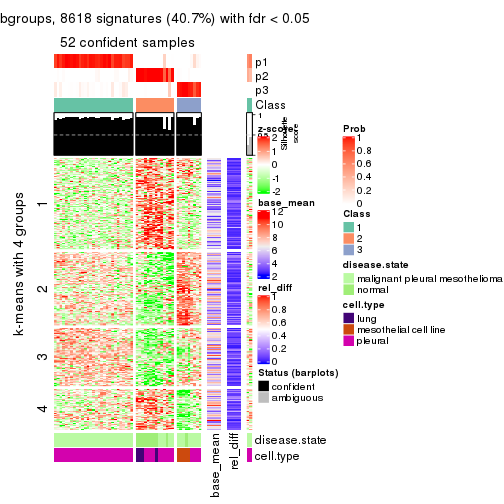 bgroups, 8618 signatures (40.7%) with fdr < 0.05
52 confident samples
p1
p2
p3
Class
1
0.5
0
Silhouette
score
k-means with 4 groups
1
2
3
4
base_mean
rel_diff
disease.state
cell.type
z-score
2
1
0
-1
-2
base_mean
12
10
8
6
4
2
rel_diff
1
0.8
0.6
0.4
0.2
0
Status (barplots)
confident
ambiguous
Prob
1
0.8
0.6
0.4
0.2
0
Class
1
2
3
disease.state
malignant pleural mesothelioma
normal
cell.type
lung
mesothelial cell line
pleural